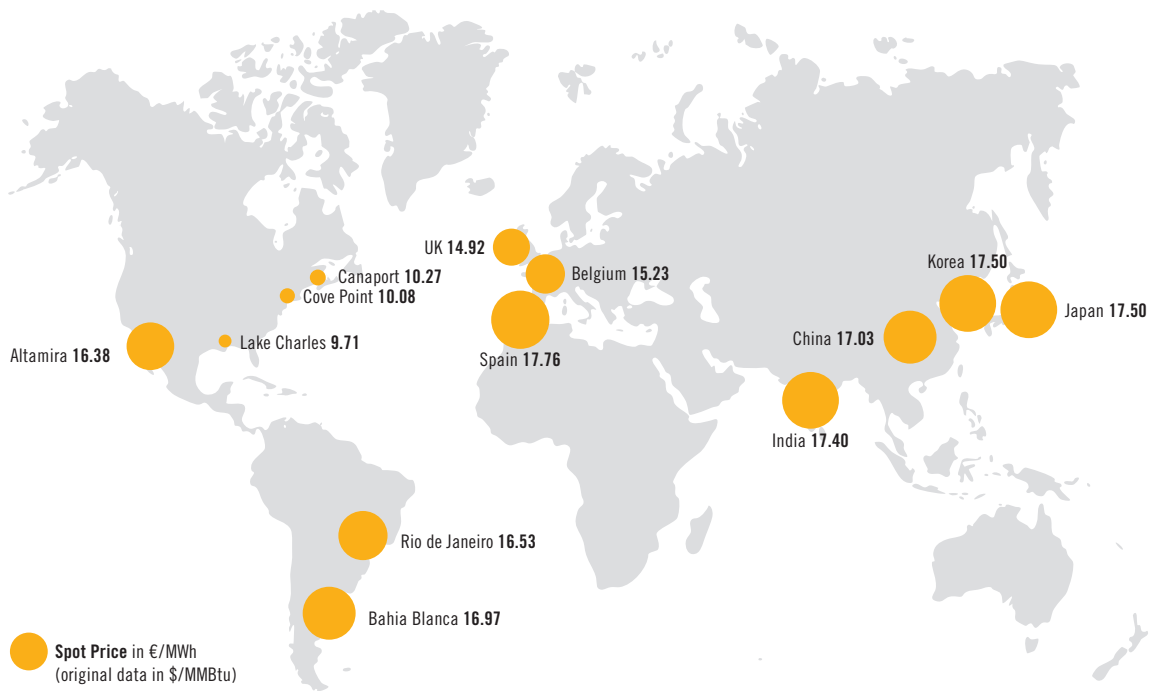 UK 14.92
Belgium 15.23
Korea 17.50
Canaport 10.27
Cove Point 10.08
Japan 17.50
China 17.03
Lake Charles 9.71
Altamira 16.38
Spain 17.76
India 17.40
Rio de Janeiro 16.53
Bahia Blanca 16.97
Spot Price in €/MWh
(original data in $/MMBtu)